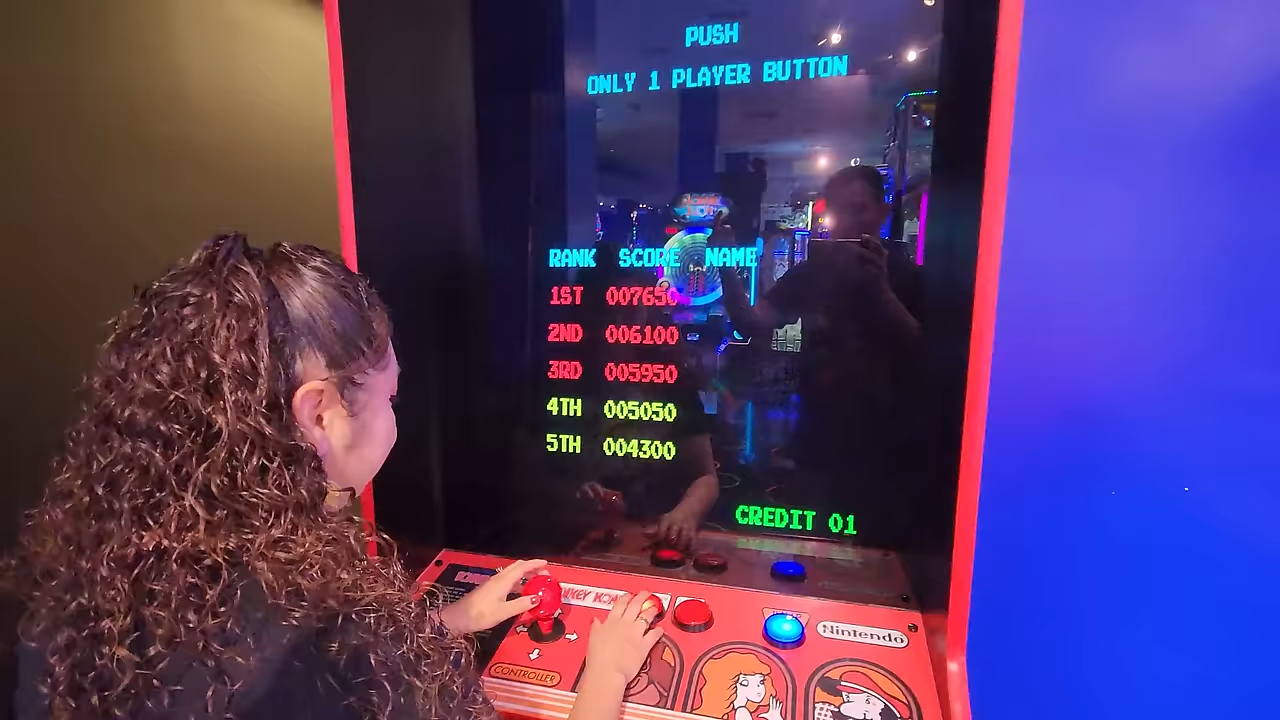 PUSH
ONLY 1 PLAYER BUTTON
RANK SCORE NAME
1ST 007650
2ND 006100
3RD 005950
4TH 005050
5TH 004300
CREDIT 01
Nintendo
CONTROLLER